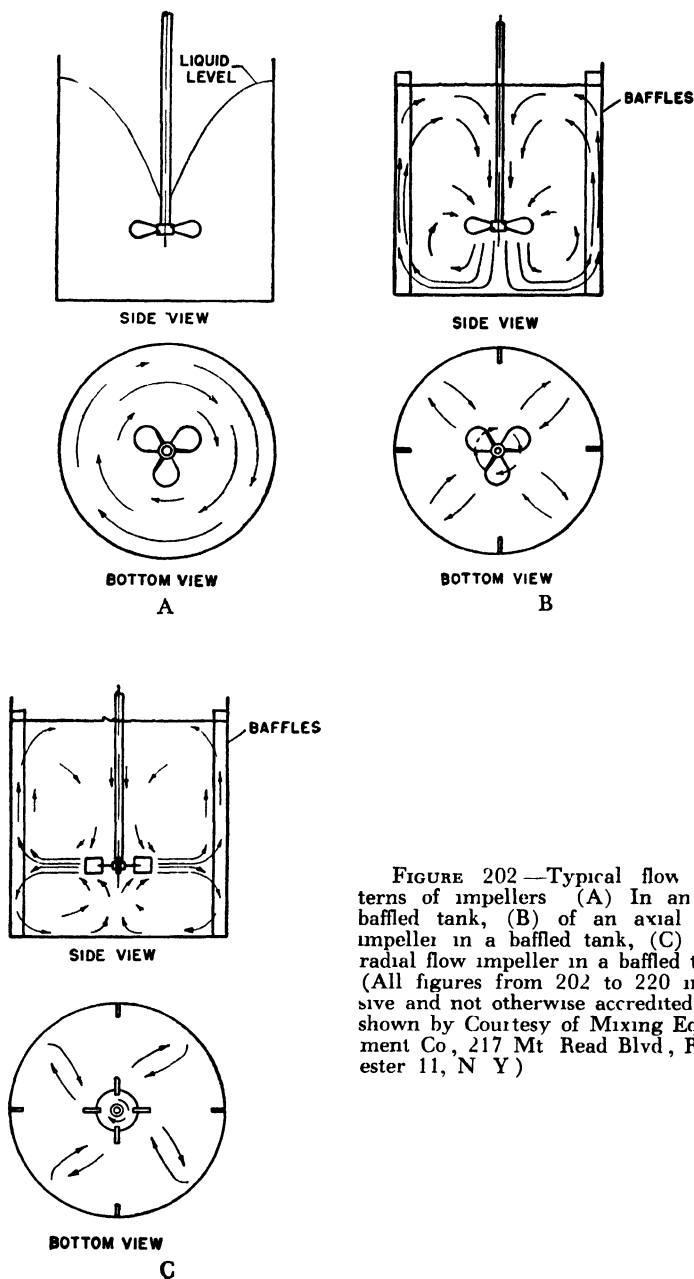 LIQUID
LEVEL
SIDE VIEW
BOTTOM VIEW
A
BAFFLES
SIDE VIEW
BOTTOM VIEW
B
BAFFLES
SIDE VIEW
BOTTOM VIEW
C
FIGURE 202—Typical flow
terns of impellers (A) In an
baffled tank, (B) of an axial
impeller in a baffled tank, (C)
radial flow impeller in a baffled t
(All figures from 202 to 220 in
sive and not otherwise accredited
shown by Courtesy of Mixing Eq
ment Co, 217 Mt Read Blvd,
ester 11, N Y)